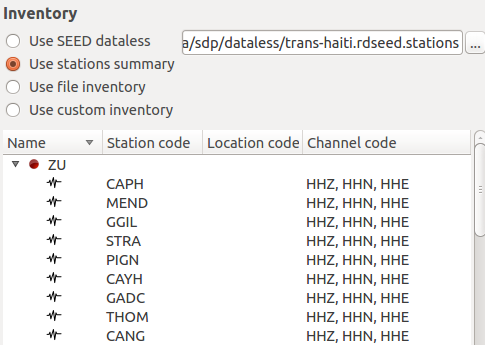 Inventory
Use SEED dataless
a/sdp/dataless/trans-haiti.rdseed.stations ...
Use stations summary
Use file inventory
Use custom inventory
Name Station code Location code Channel code
ZU
CAPH HHZ, HHN, HHE
MEND HHZ, HHN, HHE
GGIL HHZ, HHN, HHE
STRA HHZ, HHN, HHE
PIGN HHZ, HHN, HHE
CAYH HHZ, HHN, HHE
GADC HHZ, HHN, HHE
THOM HHZ, HHN, HHE
CANG HHZ, HHN, HHE